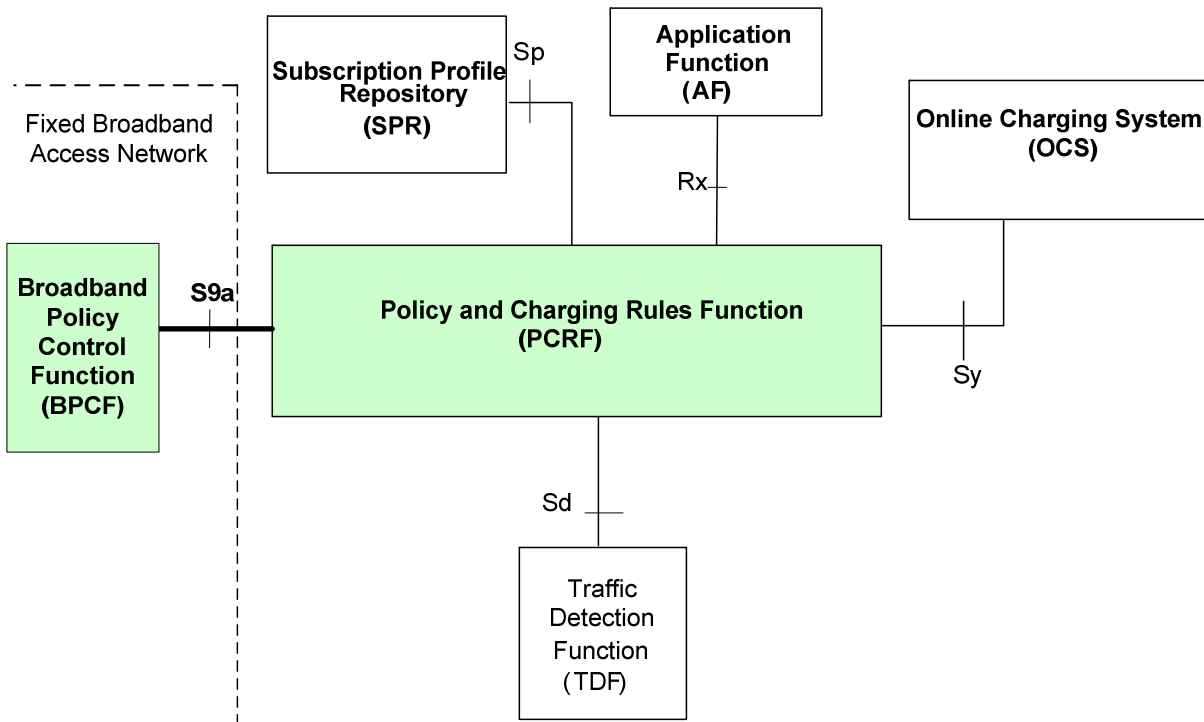 Subscription Profile
Repository
(SPR)
Sp
Application
Function
(AF)
Online Charging System
(OCS)
Fixed Broadband
Access Network
Rx
Broadband
Policy
Control
Function
(BPCF)
S9a
Policy and Charging Rules Function
(PCRF)
Sy
Sd
Traffic
Detection
Function
(TDF)